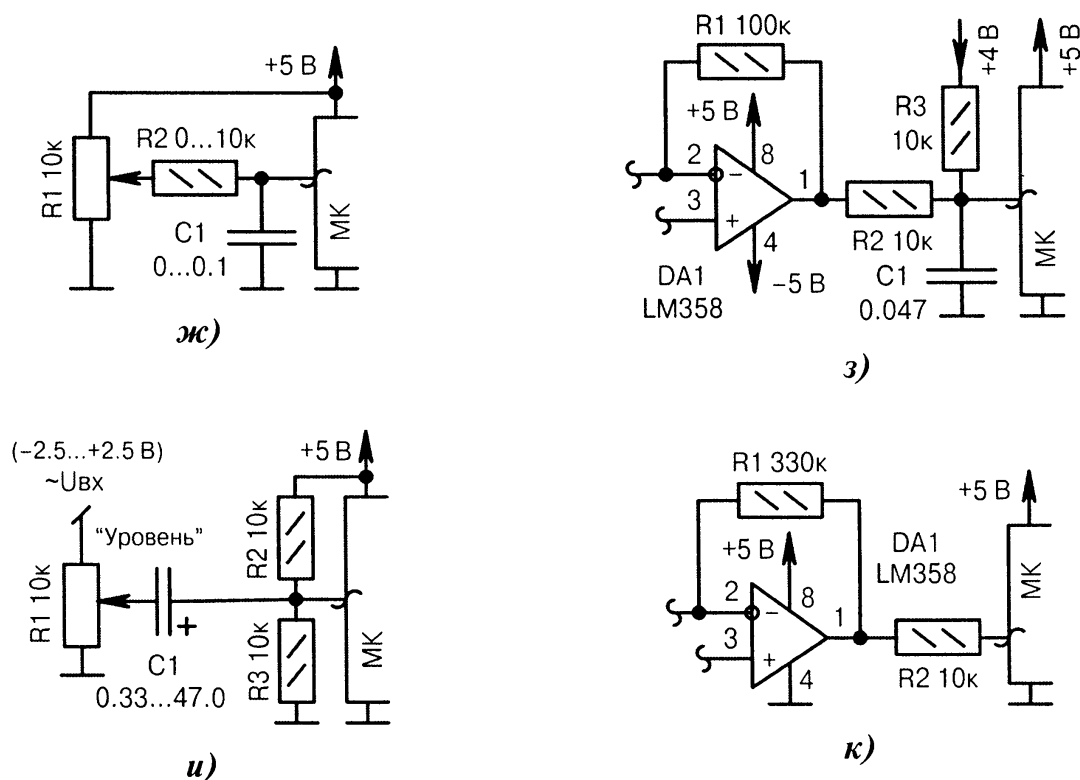 +5 В
R1 10к
R2 0...10к
C1
0...0.1
МК
ж)
R1 100к
+5 В
2
8
3
1
4
−5 В
DA1
LM358
R2 10к
C1
0.047
+4 В
R3
10к
+5 В
МК
з)
(−2.5...+2.5 В)
~Uвх
“Уровень”
R1 10к
C1
0.33...47.0
+
+5 В
R2 10к
R3 10к
МК
и)
R1 330к
+5 В
2
8
3
1
4
DA1
LM358
R2 10к
+5 В
МК
к)